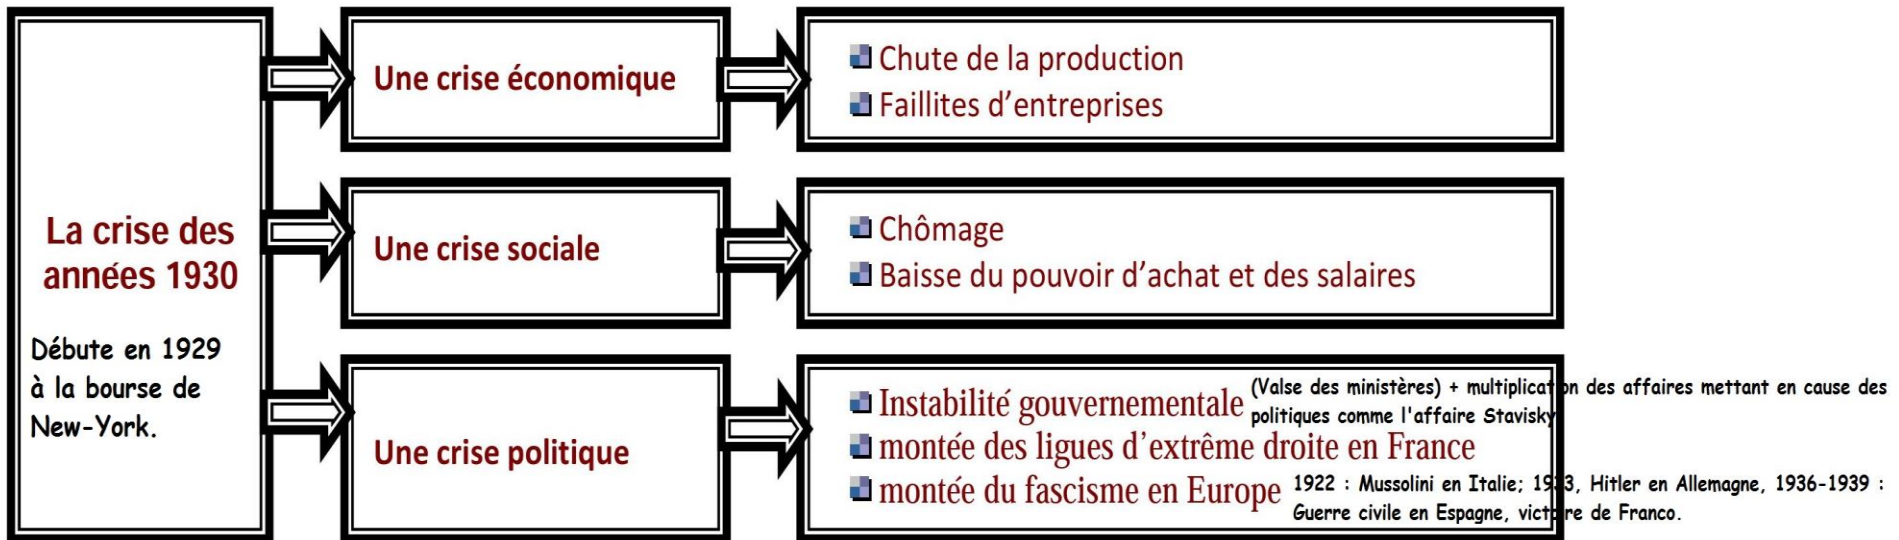 La crise des
années 1930
Débute en 1929
à la bourse de
New-York.
Une crise économique
Chute de la production
Faillites d'entreprises
Une crise sociale
Chômage
Baisse du pouvoir d'achat et des salaires
Une crise politique
Instabilité gouvernementale (Valse des ministères) + multiplication des affaires mettant en cause des
politiques comme l'affaire Stavisky
montée des ligues d'extrême droite en France
montée du fascisme en Europe 1922 : Mussolini en Italie; 1933, Hitler en Allemagne, 1936-1939 :
Guerre civile en Espagne, victoire de Franco.